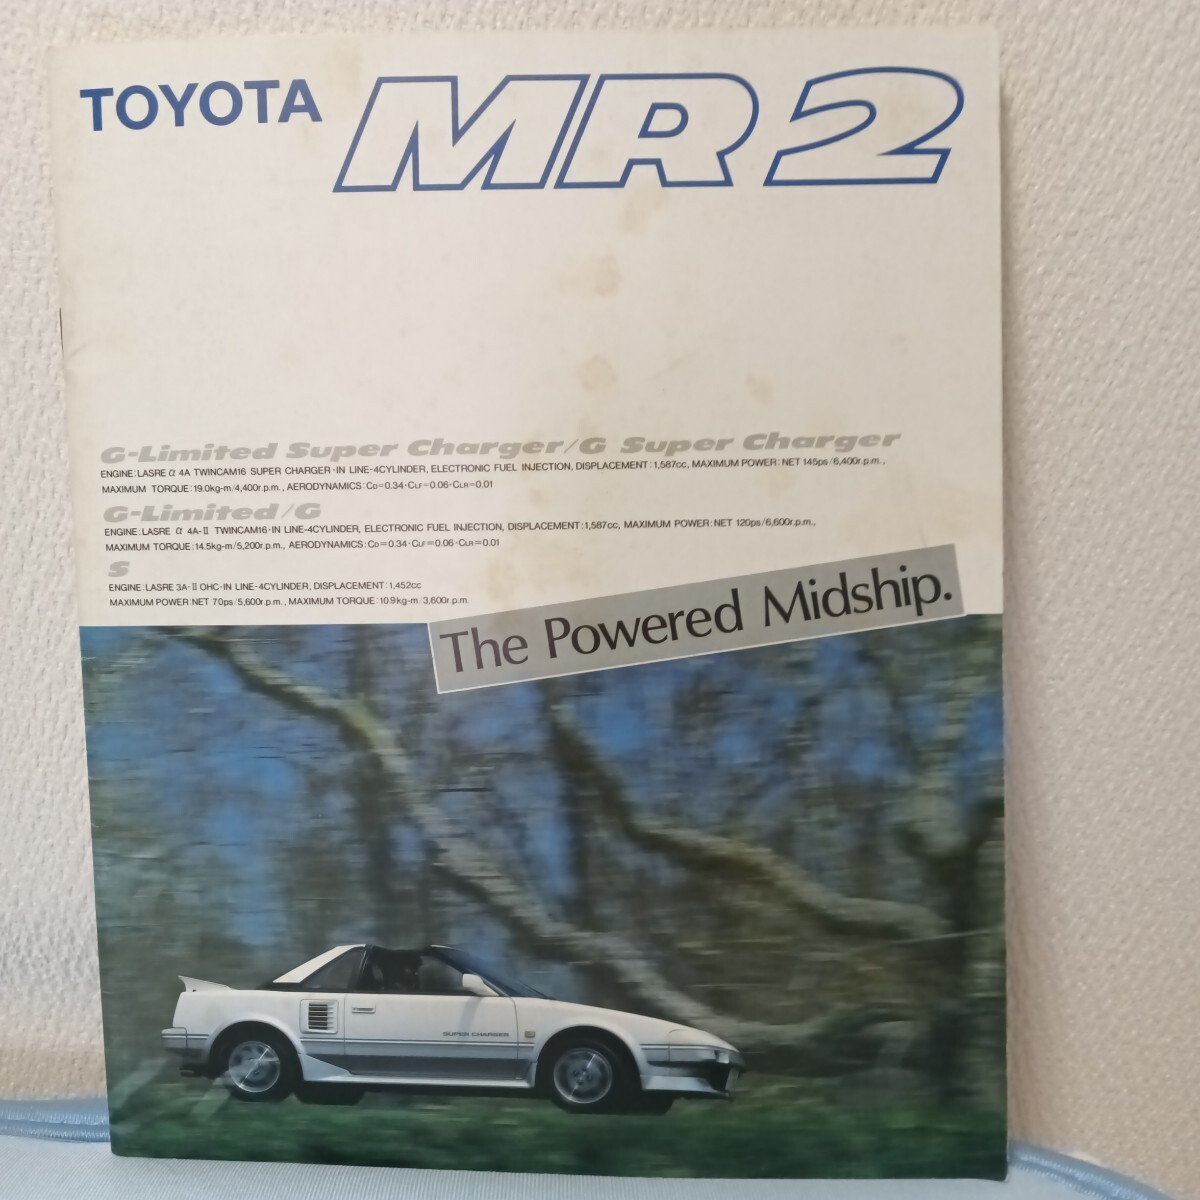 TOYOTA MR2
G-Limited Super Charger/G Super Charger
ENGINE:LASRE α 4A TWINCAM16 SUPER CHARGER·IN LINE-4CYLINDER, ELECTRONIC FUEL INJECTION, DISPLACEMENT:1,587cc, MAXIMUM POWER:NET 145ps/6,400r.p.m.,
MAXIMUM TORQUE:19.0kg-m/4,400r.p.m., AERODYNAMICS:CD=0.34·CLF=0.06·CLR=0.01
G-Limited/G
ENGINE:LASRE α 4A-II TWINCAM16·IN LINE-4CYLINDER, ELECTRONIC FUEL INJECTION, DISPLACEMENT:1,587cc, MAXIMUM POWER:NET 120ps/6,600r.p.m.,
MAXIMUM TORQUE:14.5kg-m/5,200r.p.m., AERODYNAMICS:CD=0.34·CLF=0.06·CLR=0.01
S
ENGINE:LASRE 3A-II OHC·IN LINE-4CYLINDER, DISPLACEMENT:1,452cc
MAXIMUM POWER:NET 70ps/5,600r.p.m., MAXIMUM TORQUE:10.9kg-m/3,600r.p.m.
The Powered Midship.
SUPER CHARGER